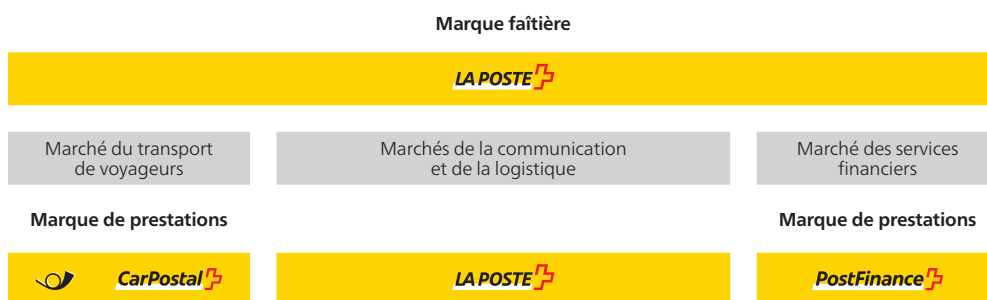 Marque faîtière
LA POSTE
Marché du transport
de voyageurs
Marchés de la communication
et de la logistique
Marché des services
financiers
Marque de prestations
Marque de prestations
CarPostal
LA POSTE
PostFinance